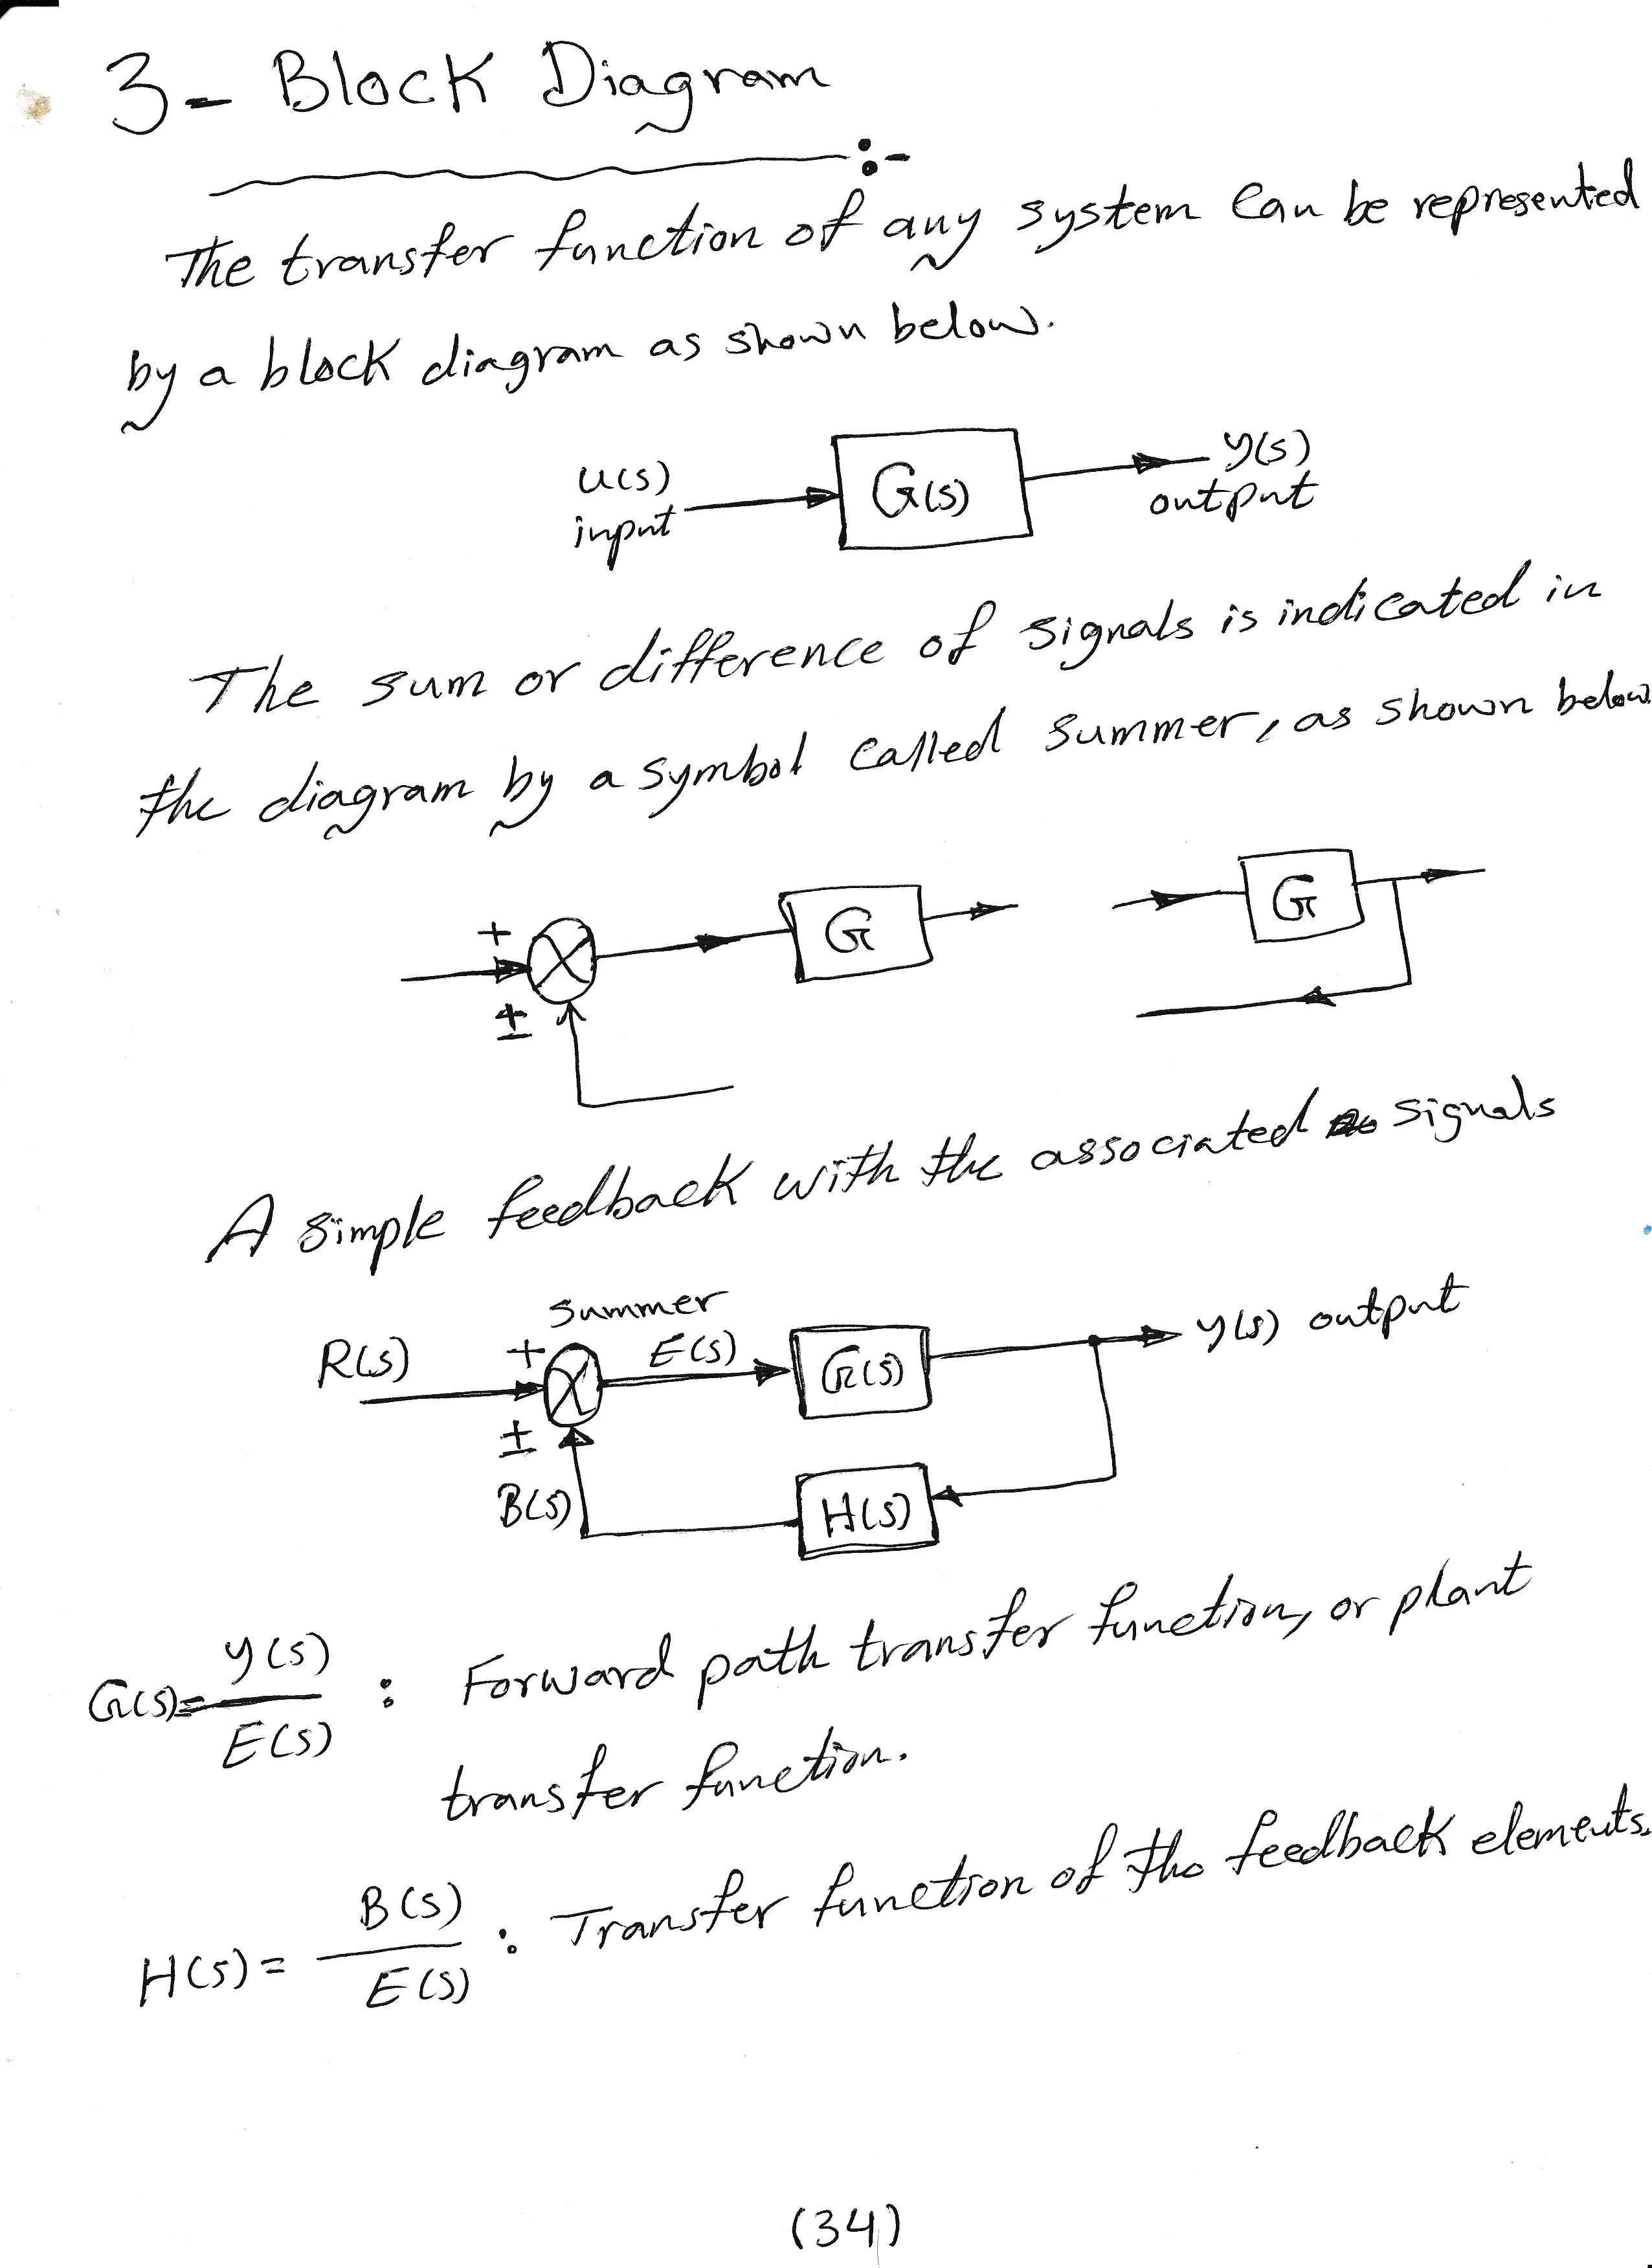 3- Block Diagram :-
The transfer function of any system can be represented
by a block diagram as shown below.
U(s)
input
G(s)
y(s)
output
The sum or difference of signals is indicated in
the diagram by a symbol called summer, as shown below.
+
±
G
G
A simple feedback with the associated signals
summer
R(s)
+
±
E(s)
G(s)
y(s) output
B(s)
H(s)
G(s)= y(s)
E(s)
: Forward path transfer function, or plant
transfer function.
H(s)= B(s)
E(s)
: Transfer function of the feedback elements.
(34)